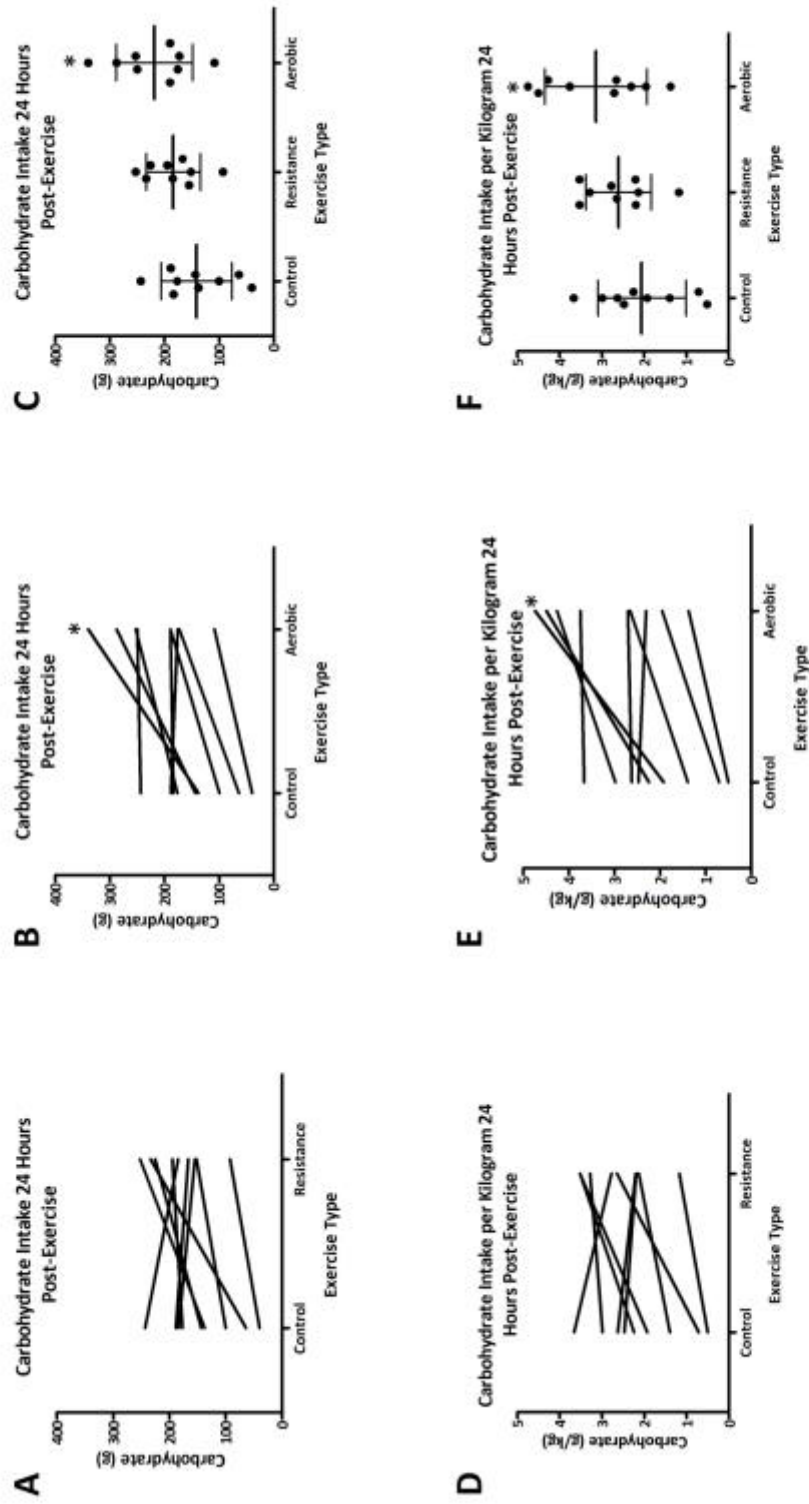 A
Carbohydrate Intake 24 Hours
Post-Exercise
Carbohydrate (g)
400
300
200
100
0
Control
Resistance
Exercise Type
B
Carbohydrate Intake 24 Hours
Post-Exercise
Carbohydrate (g)
400
300
200
100
0
*
Control
Aerobic
Exercise Type
C
Carbohydrate Intake 24 Hours
Post-Exercise
Carbohydrate (g)
400
300
200
100
0
*
Control
Resistance
Aerobic
Exercise Type
D
Carbohydrate Intake per Kilogram 24
Hours Post-Exercise
Carbohydrate (g/kg)
5
4
3
2
1
0
Control
Resistance
Exercise Type
E
Carbohydrate Intake per Kilogram 24
Hours Post-Exercise
Carbohydrate (g/kg)
5
4
3
2
1
0
*
Control
Aerobic
Exercise Type
F
Carbohydrate Intake per Kilogram 24
Hours Post-Exercise
Carbohydrate (g/kg)
5
4
3
2
1
0
*
Control
Resistance
Aerobic
Exercise Type